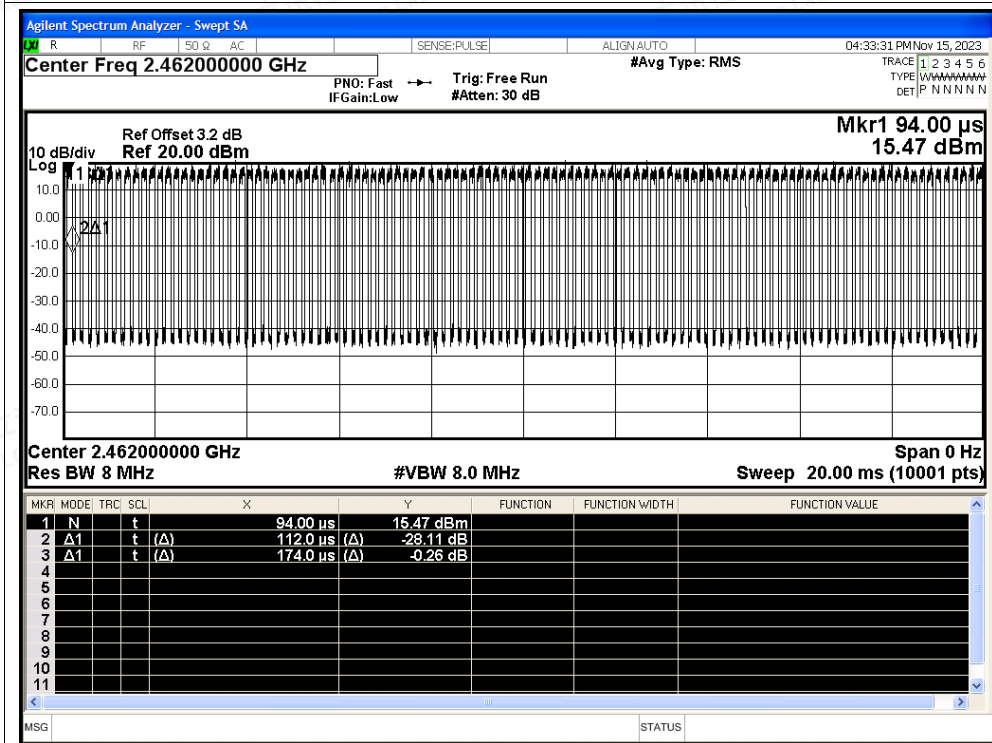 Agilent Spectrum Analyzer - Swept SA
LXI R RF 50 Ω AC SENSE:PULSE ALIGN AUTO 04:33:31 PM Nov 15, 2023
Center Freq 2.462000000 GHz
PNO: Fast
IFGain:Low
Trig: Free Run
#Atten: 30 dB
#Avg Type: RMS
TRACE 1 2 3 4 5 6
TYPE WWWWWWW
DET P N N N N N
Mkr1 94.00 µs
15.47 dBm
Ref Offset 3.2 dB
10 dB/div Ref 20.00 dBm
Log
1
10.0
0.00
2Δ1
-10.0
-20.0
-30.0
-40.0
-50.0
-60.0
-70.0
Center 2.462000000 GHz Span 0 Hz
Res BW 8 MHz #VBW 8.0 MHz Sweep 20.00 ms (10001 pts)
MKR MODE TRC SCL X Y FUNCTION FUNCTION WIDTH FUNCTION VALUE
1 N t 94.00 µs 15.47 dBm
2 Δ1 t (Δ) 112.0 µs (Δ) -28.11 dB
3 Δ1 t (Δ) 174.0 µs (Δ) -0.26 dB
4
5
6
7
8
9
10
11
MSG STATUS